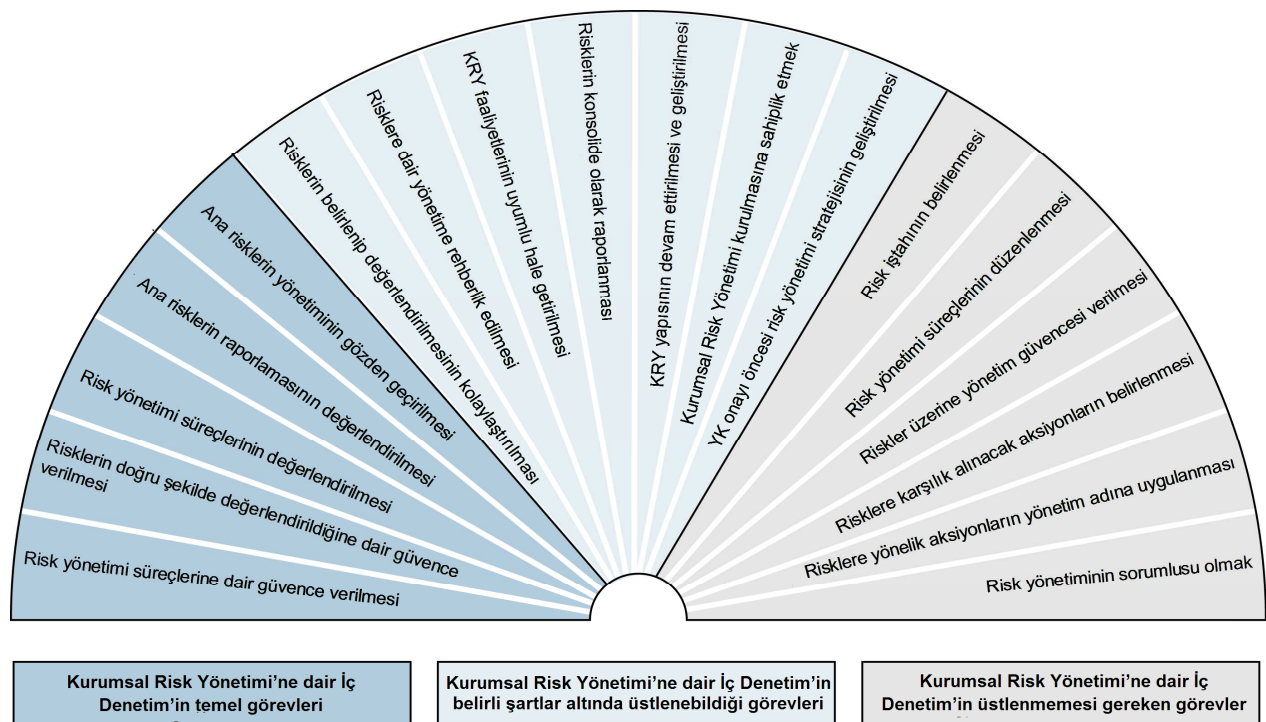 Risk yönetimi süreçlerine dair güvence verilmesi
Risklerin doğru şekilde değerlendirildiğine dair güvence
verilmesi
Risk yönetimi süreçlerinin değerlendirilmesi
Ana risklerin raporlamasının değerlendirilmesi
Ana risklerin yönetiminin gözden geçirilmesi
Risklerin belirlenip değerlendirilmesinin kolaylaştırılması
Risklere dair yönetime rehberlik edilmesi
KRY faaliyetlerinin uyumlu hale getirilmesi
Risklerin konsolide olarak raporlanması
KRY yapısının devam ettirilmesi ve geliştirilmesi
Kurumsal Risk Yönetimi kurulmasına sahiplik etmek
YK onayı öncesi risk yönetimi stratejisinin geliştirilmesi
Risk iştahının belirlenmesi
Risk yönetimi süreçlerinin düzenlenmesi
Riskler üzerine yönetim güvencesi verilmesi
Risklere karşılık alınacak aksiyonların belirlenmesi
Risklere yönelik aksiyonların yönetim adına uygulanması
Risk yönetiminin sorumlusu olmak
Kurumsal Risk Yönetimi’ne dair İç
Denetim’in temel görevleri
Kurumsal Risk Yönetimi’ne dair İç Denetim’in
belirli şartlar altında üstlenebildiği görevleri
Kurumsal Risk Yönetimi’ne dair İç
Denetim’in üstlenmemesi gereken görevler